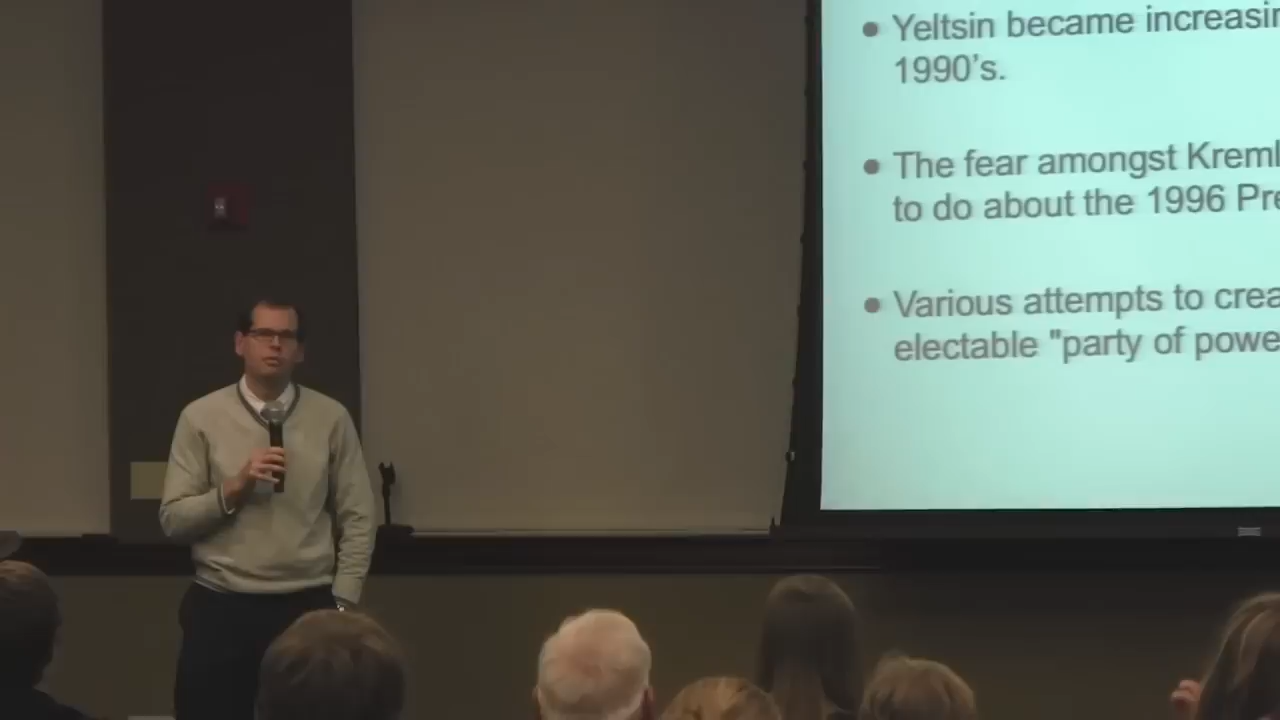 Yeltsin became increasin
1990's.
The fear amongst Kreml
to do about the 1996 Pre
Various attempts to crea
electable "party of powe